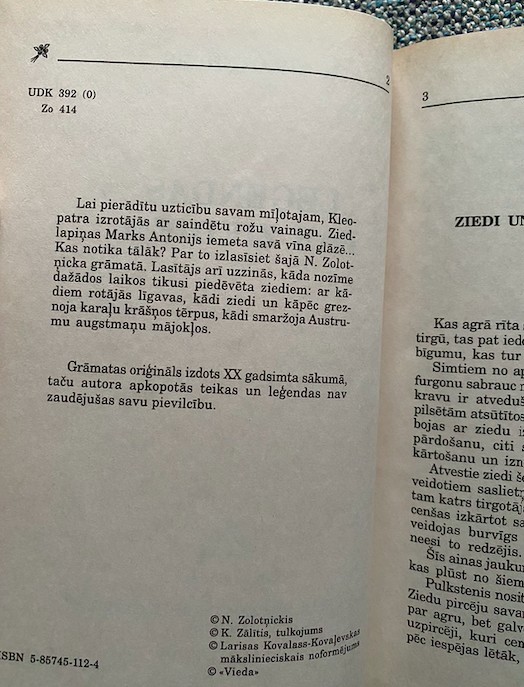 2
UDK 392 (0)
Zo 414
Lai pierādītu uzticību savam mīļotajam, Kleo-
patra izrotājās ar saindētu rožu vainagu. Zied-
lapiņas Marks Antonijs iemeta savā vīna glāzē...
Kas notika tālāk? Par to izlasīsiet šajā N. Zolot-
ņicka grāmatā. Lasītājs arī uzzinās, kāda nozīme
dažādos laikos tikusi piedēvēta ziediem: ar kā-
diem rotājās līgavas, kādi ziedi un kāpēc grez-
noja karaļu krāšņos tērpus, kādi smaržoja Austru-
mu augstmaņu mājokļos.
Grāmatas oriģināls izdots XX gadsimta sākumā,
taču autora apkopotās teikas un leģendas nav
zaudējušas savu pievilcību.
© N. Zolotņickis
© K. Zālītis, tulkojums
© Larisas Kovalass-Kovaļevskas
mākslinieciskais noformējums
© «Vieda»
ISBN 5-85745-112-4
3
ZIEDI UN
Kas agrā rīta
tirgū, tas pat iedo
bīgumu, kas tur
Simtiem no ap
furgonu sabrauc
kravu ir atveduš
pilsētām atsūtītos
bojas ar ziedu
pārdošanu, citi
kārtošanu un izn
Atvestie ziedi še
veidotiem sasliet
tam katrs tirgotāj
cenšas izkārtot sa
veidojas burvīgs
neesi to redzējis.
Šīs ainas jaukum
kas plūst no šiem
Pulkstenis nosit
Ziedu pircēju savar
par agru, bet galv
uzpircēji, kuri cen
pēc iespējas lētāk,